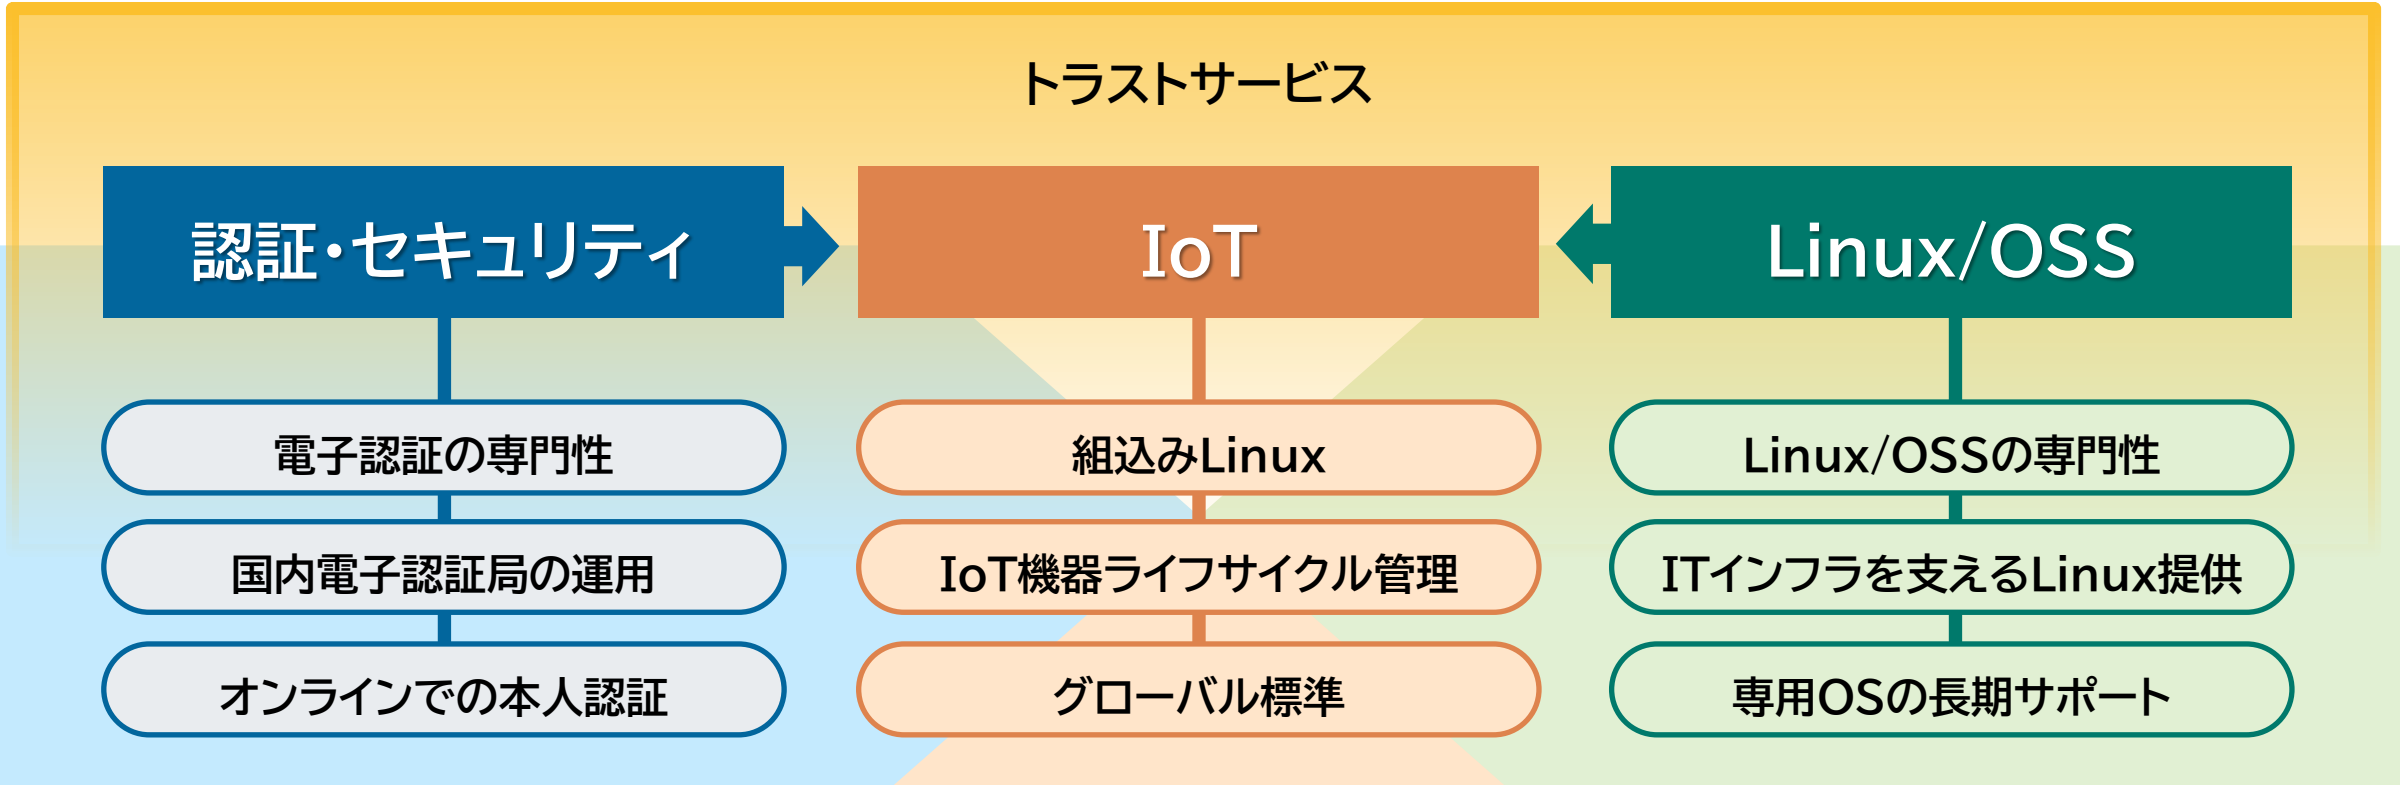 トラストサービス
認証・セキュリティ
IoT
Linux/OSS
電子認証の専門性
国内電子認証局の運用
オンラインでの本人認証
組込みLinux
IoT機器ライフサイクル管理
グローバル標準
Linux/OSSの専門性
ITインフラを支えるLinux提供
専用OSの長期サポート